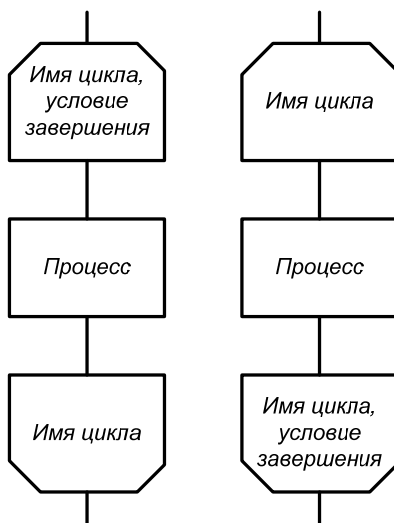 Имя цикла,
условие
завершения
Процесс
Имя цикла
Имя цикла
Процесс
Имя цикла,
условие
завершения